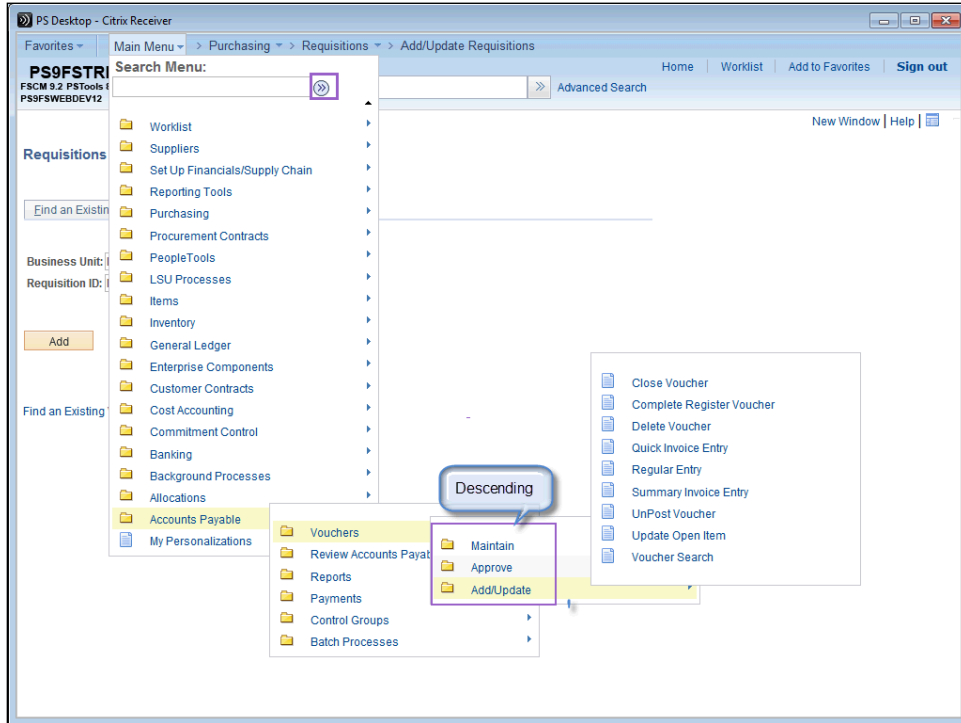 PS Desktop - Citrix Receiver
Favorites Main Menu > Purchasing > Requisitions > Add/Update Requisitions
PS9FSTRI
FSCM 9.2 PSTools 8
PS9FSWEBDEV12
Search Menu:
Home Worklist Add to Favorites Sign out
Advanced Search
New Window | Help |
Requisitions
Find an Existin
Business Unit:
Requisition ID:
Add
Find an Existing
Worklist
Suppliers
Set Up Financials/Supply Chain
Reporting Tools
Purchasing
Procurement Contracts
PeopleTools
LSU Processes
Items
Inventory
General Ledger
Enterprise Components
Customer Contracts
Cost Accounting
Commitment Control
Banking
Background Processes
Allocations
Accounts Payable
My Personalizations
Vouchers
Review Accounts Payab
Reports
Payments
Control Groups
Batch Processes
Descending
Maintain
Approve
Add/Update
Close Voucher
Complete Register Voucher
Delete Voucher
Quick Invoice Entry
Regular Entry
Summary Invoice Entry
UnPost Voucher
Update Open Item
Voucher Search